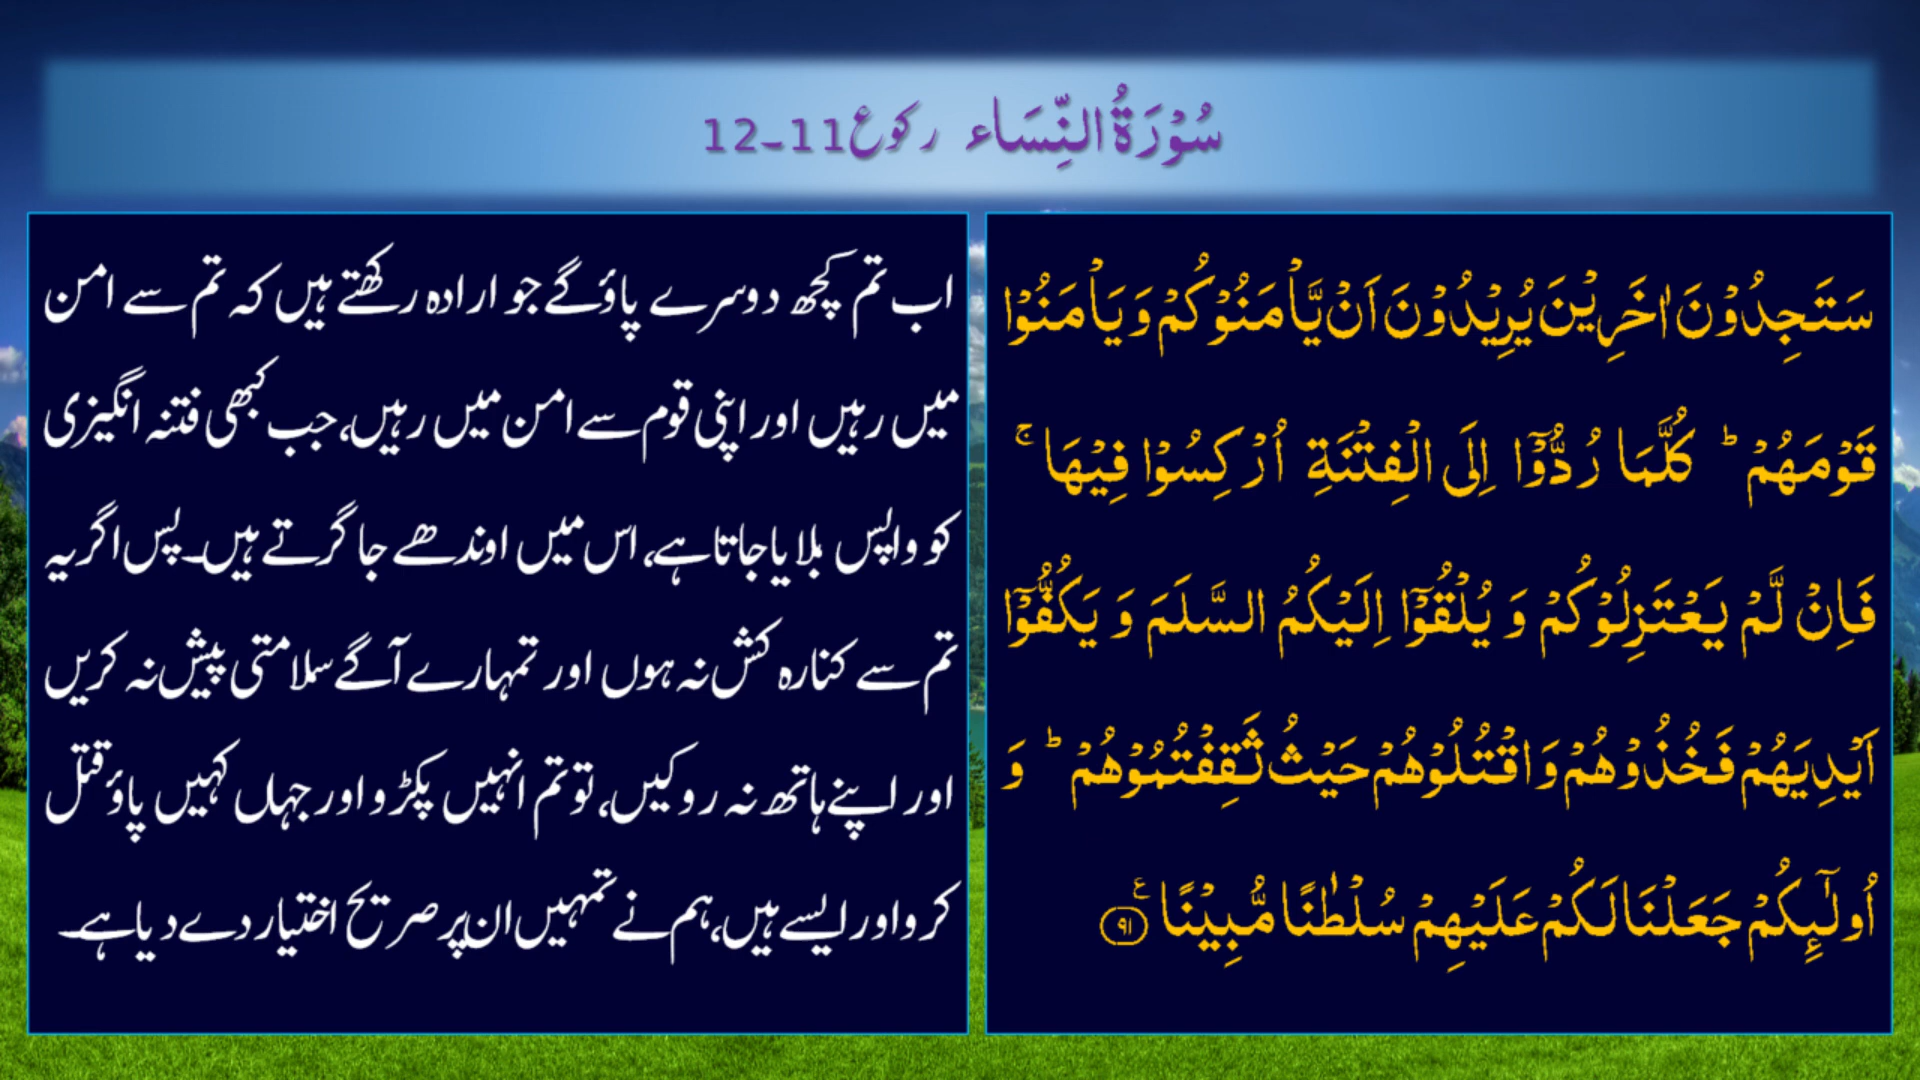 سُوْرَةُ النِّسَاء رکوع 11۔12
سَتَجِدُوْنَ اٰخَرِيْنَ يُرِيْدُوْنَ اَنْ يَّاْمَنُوْكُمْ وَيَاْمَنُوْا
قَوْمَهُمْ ؕ كُلَّمَا رُدُّوْۤا اِلَى الْفِتْنَةِ اُرْكِسُوْا فِيْهَا ۚ
فَاِنْ لَّمْ يَعْتَزِلُوْكُمْ وَ يُلْقُوْۤا اِلَيْكُمُ السَّلَمَ وَ يَكُفُّوْۤا
اَيْدِيَهُمْ فَخُذُوْهُمْ وَ اقْتُلُوْهُمْ حَيْثُ ثَقِفْتُمُوْهُمْ ؕ وَ
اُولٰٓئِكُمْ جَعَلْنَا لَكُمْ عَلَيْهِمْ سُلْطٰنًا مُّبِيْنًا ۧ ﴿۹۱﴾
اب تم کچھ دوسرے پاؤ گے جو ارادہ رکھتے ہیں کہ تم سے امن
میں رہیں اور اپنی قوم سے امن میں رہیں، جب کبھی فتنہ انگیزی
کو واپس بلایا جاتا ہے، اس میں اوندھے جا گرتے ہیں۔ پس اگر یہ
تم سے کنارہ کش نہ ہوں اور تمہارے آگے سلامتی پیش نہ کریں
اور اپنے ہاتھ نہ روکیں، تو تم انہیں پکڑو اور جہاں کہیں پاؤ قتل
کرو اور ایسے ہیں، ہم نے تمہیں ان پر صریح اختیار دے دیا ہے۔